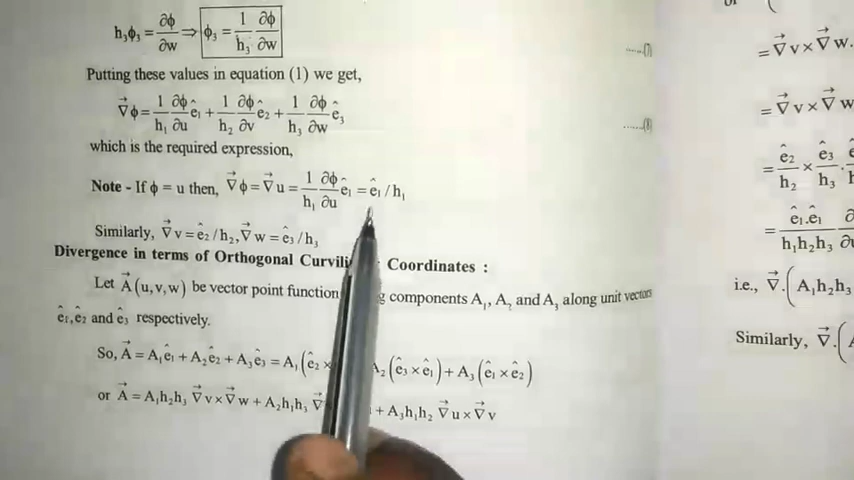 h₃ϕ₃ = ∂ϕ/∂w ⇒ ϕ₃ = 1/h₃ ∂ϕ/∂w ......(7)
Putting these values in equation (1) we get,
∇⃗ϕ = 1/h₁ ∂ϕ/∂u ê₁ + 1/h₂ ∂ϕ/∂v ê₂ + 1/h₃ ∂ϕ/∂w ê₃ ......(8)
which is the required expression,
Note - If ϕ = u then, ∇⃗ϕ = ∇⃗u = 1/h₁ ∂ϕ/∂u ê₁ = ê₁/h₁
Similarly, ∇⃗v = ê₂/h₂, ∇⃗w = ê₃/h₃
Divergence in terms of Orthogonal Curvili Coordinates :
Let A⃗(u,v,w) be vector point function components A₁, A₂ and A₃ along unit vectors
ê₁, ê₂ and ê₃ respectively.
So, A⃗ = A₁ê₁ + A₂ê₂ + A₃ê₃ = A₁(ê₂ × A₂(ê₃ × ê₁) + A₃(ê₁ × ê₂)
or A⃗ = A₁h₂h₃ ∇⃗v × ∇⃗w + A₂h₁h₃ ∇⃗ + A₃h₁h₂ ∇⃗u × ∇⃗v
= ∇⃗v × ∇⃗w.
= ∇⃗v × ∇⃗w
= ê₂/h₂ × ê₃/h₃ .
= ê₁.ê₁/h₁h₂h₃
i.e., ∇⃗.(A₁h₂h₃
Similarly, ∇⃗.(